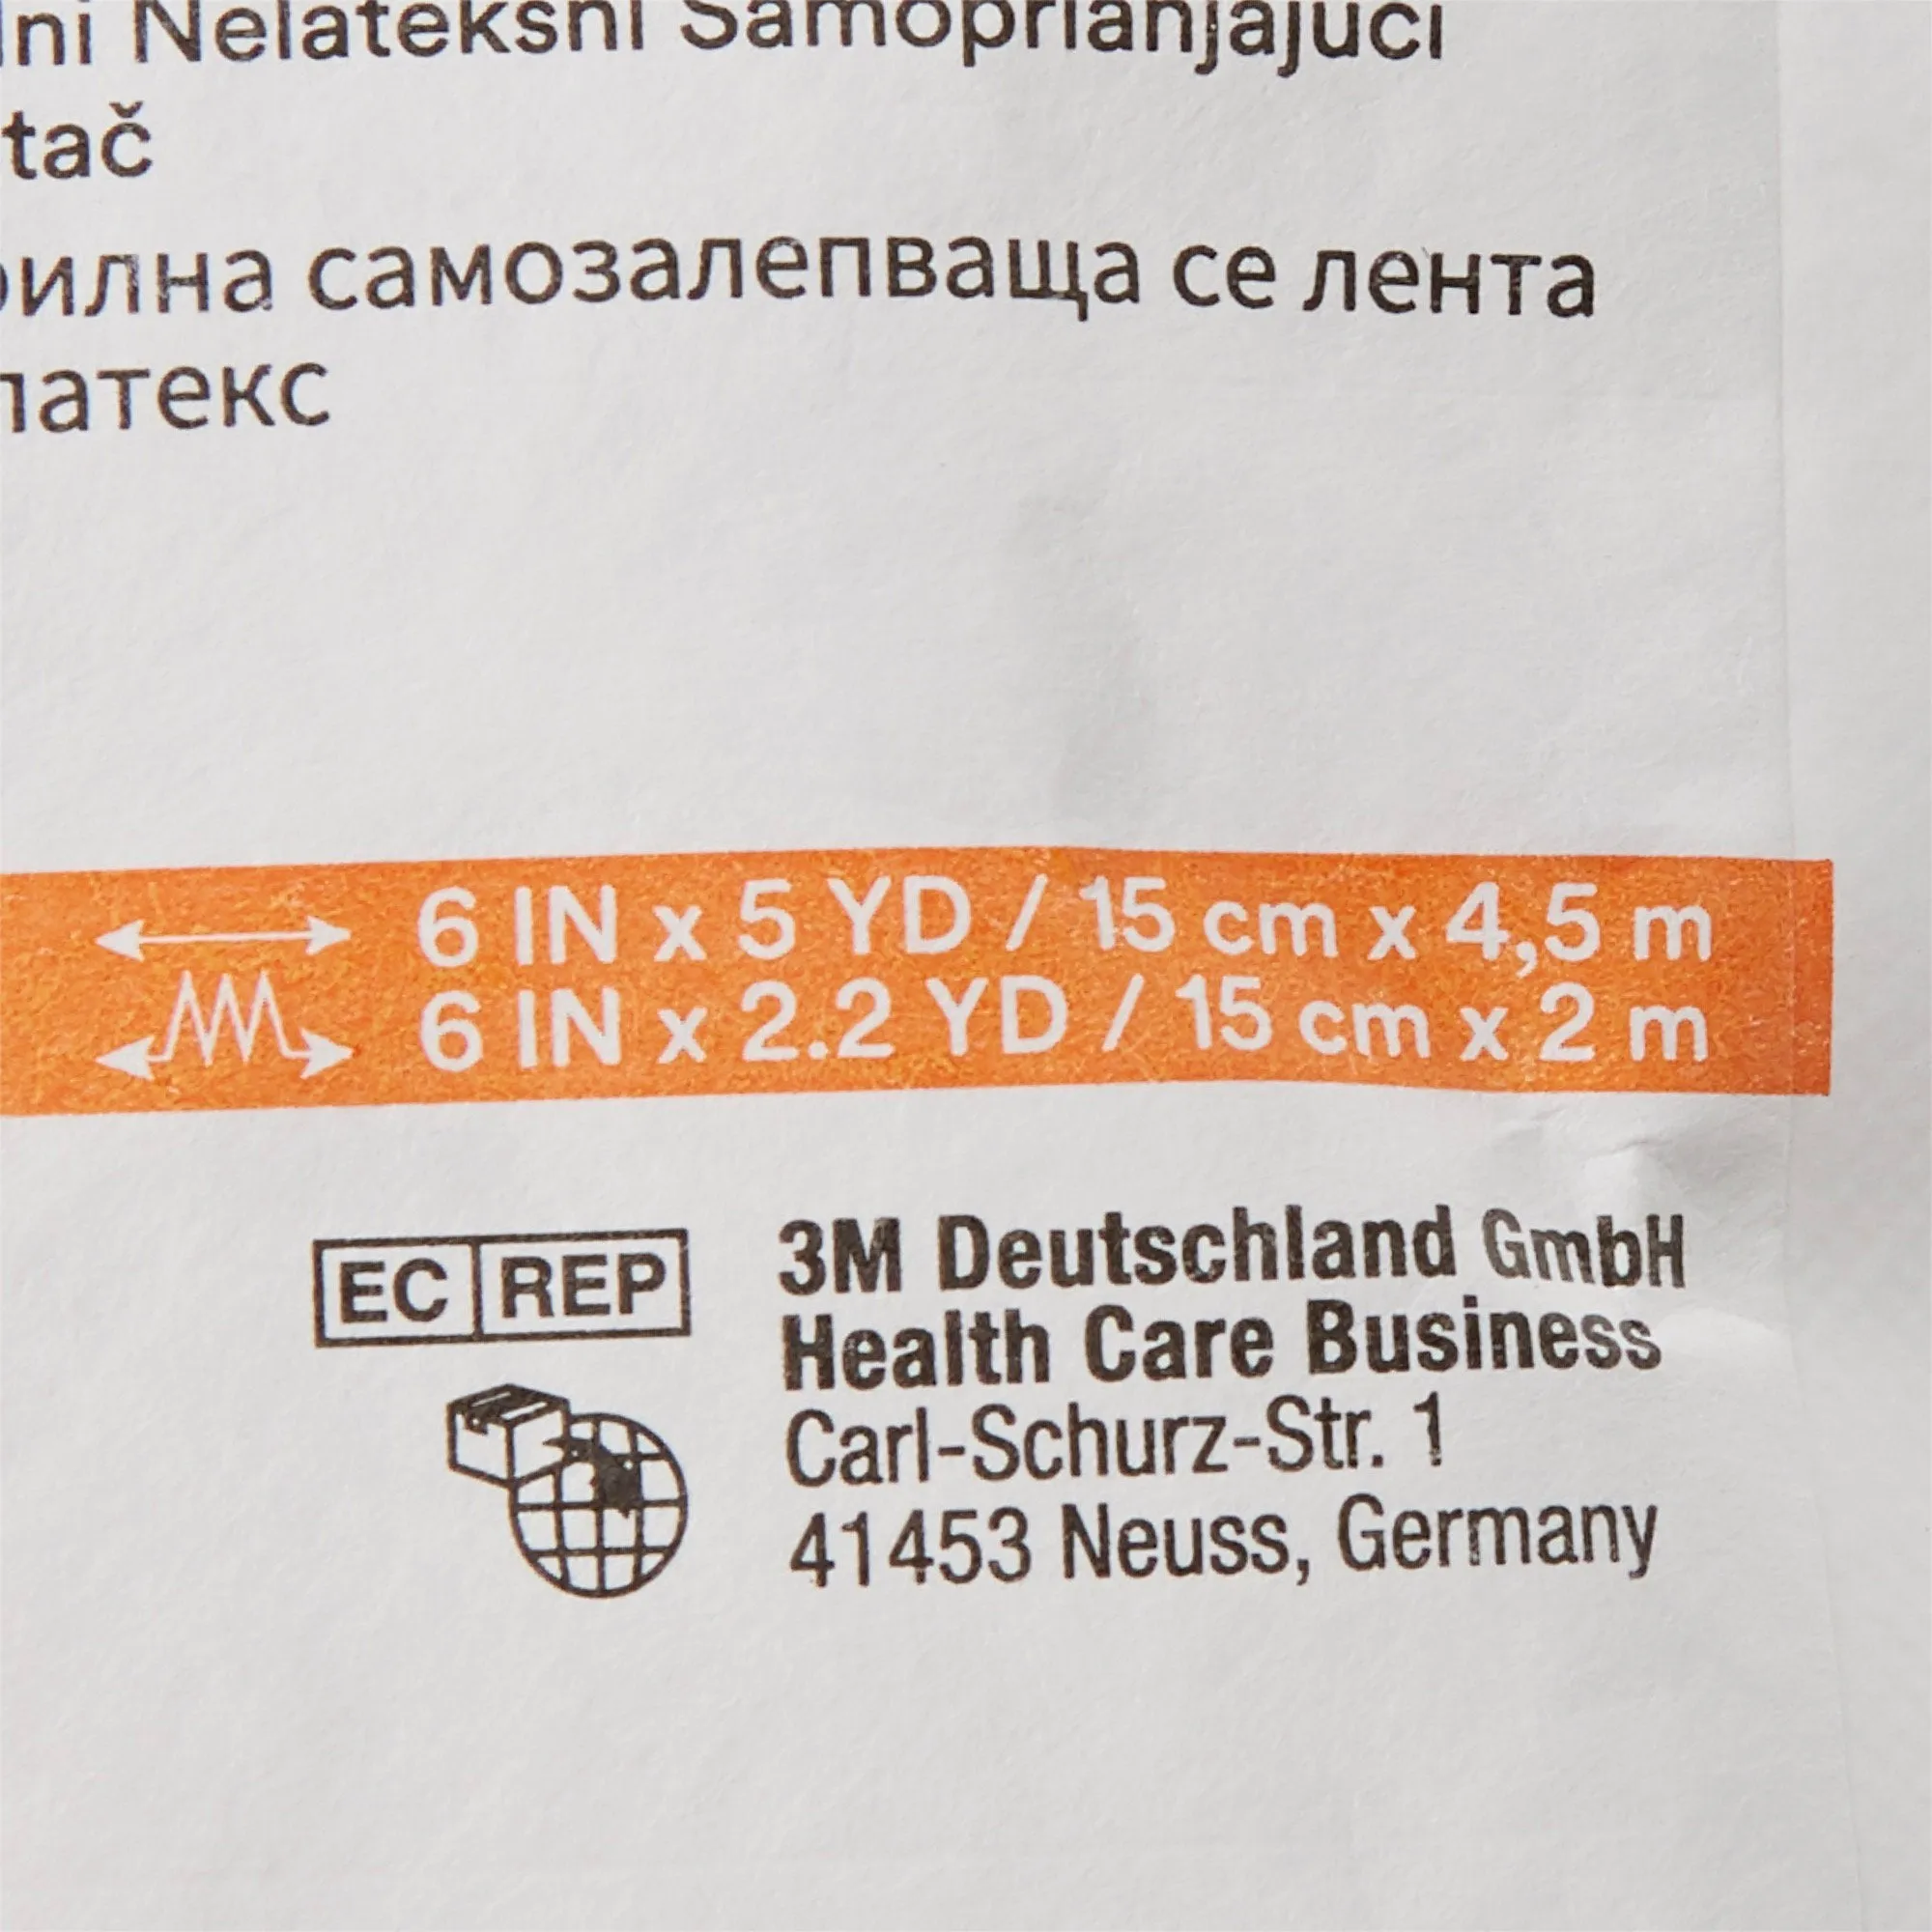 Nelateksni Samoprianjajući
tač
самозалепваща се лента
латекс
6 IN x 5 YD / 15 cm x 4,5 m
6 IN x 2.2 YD / 15 cm x 2 m
EC REP
3M Deutschland GmbH
Health Care Business
Carl-Schurz-Str. 1
41453 Neuss, Germany